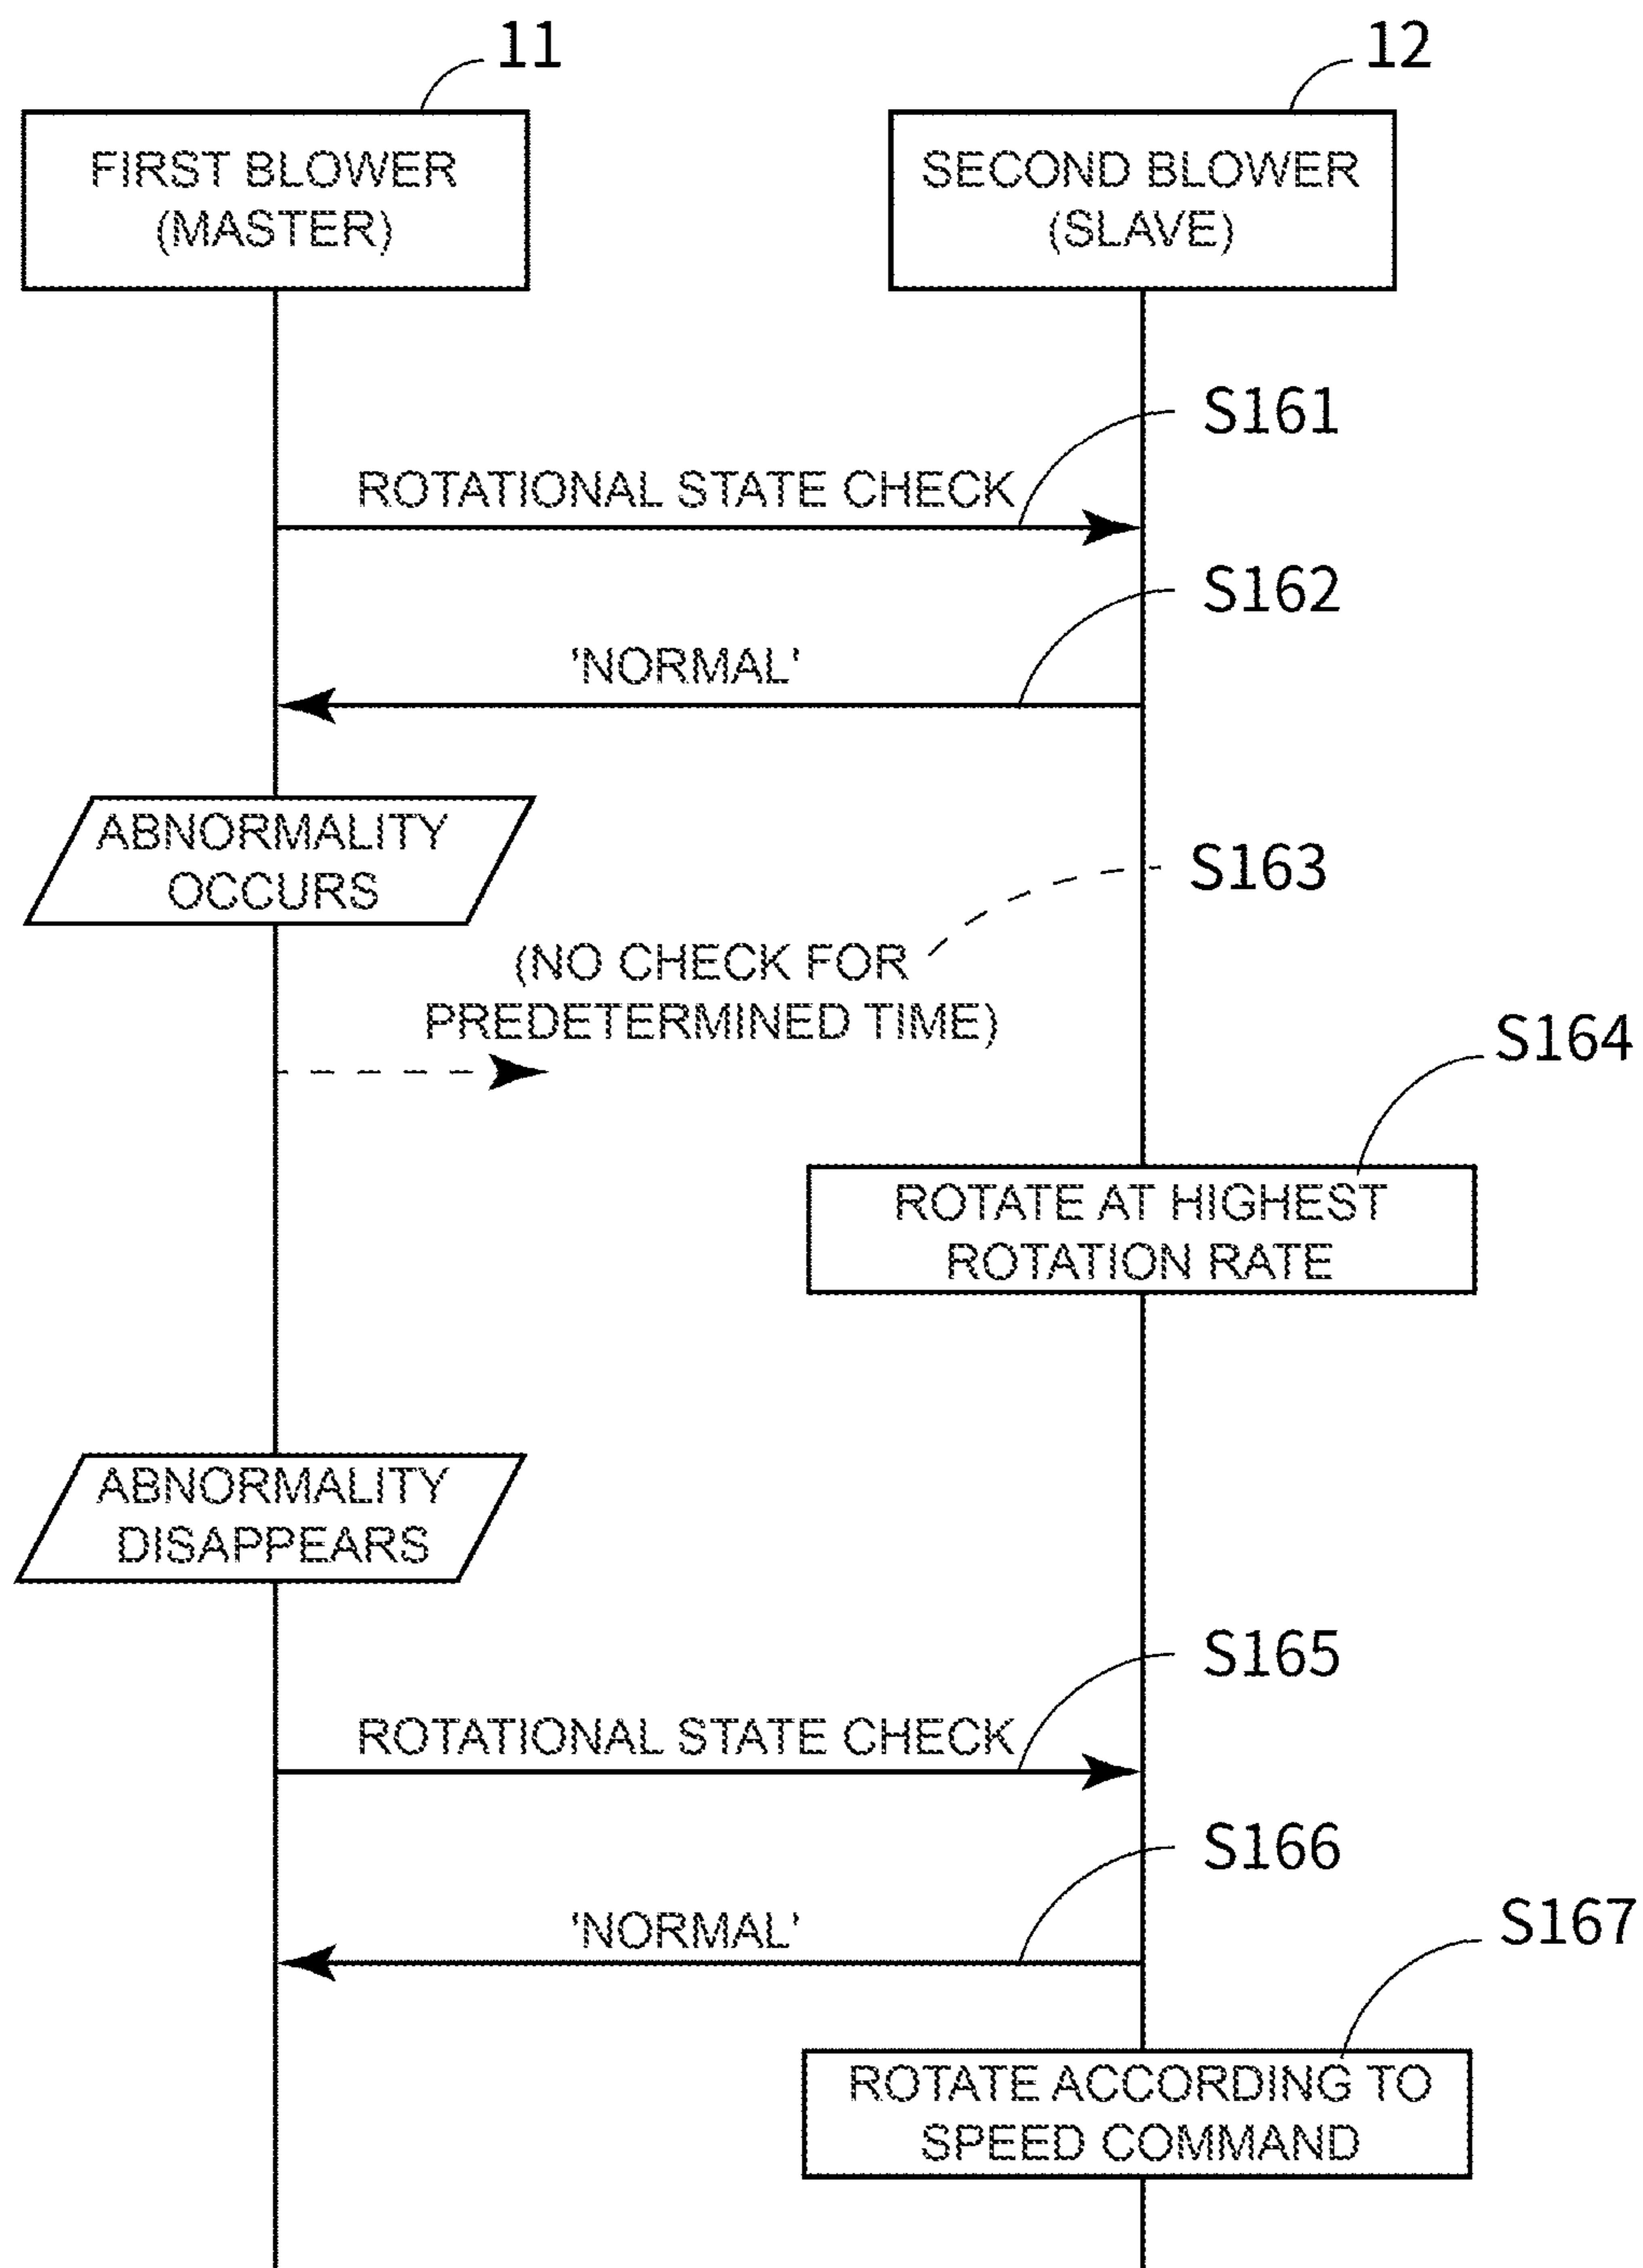 11
12
FIRST BLOWER
(MASTER)
SECOND BLOWER
(SLAVE)
S161
ROTATIONAL STATE CHECK
S162
'NORMAL'
ABNORMALITY
OCCURS
S163
(NO CHECK FOR
PREDETERMINED TIME)
S164
ROTATE AT HIGHEST
ROTATION RATE
ABNORMALITY
DISAPPEARS
S165
ROTATIONAL STATE CHECK
S166
'NORMAL'
S167
ROTATE ACCORDING TO
SPEED COMMAND